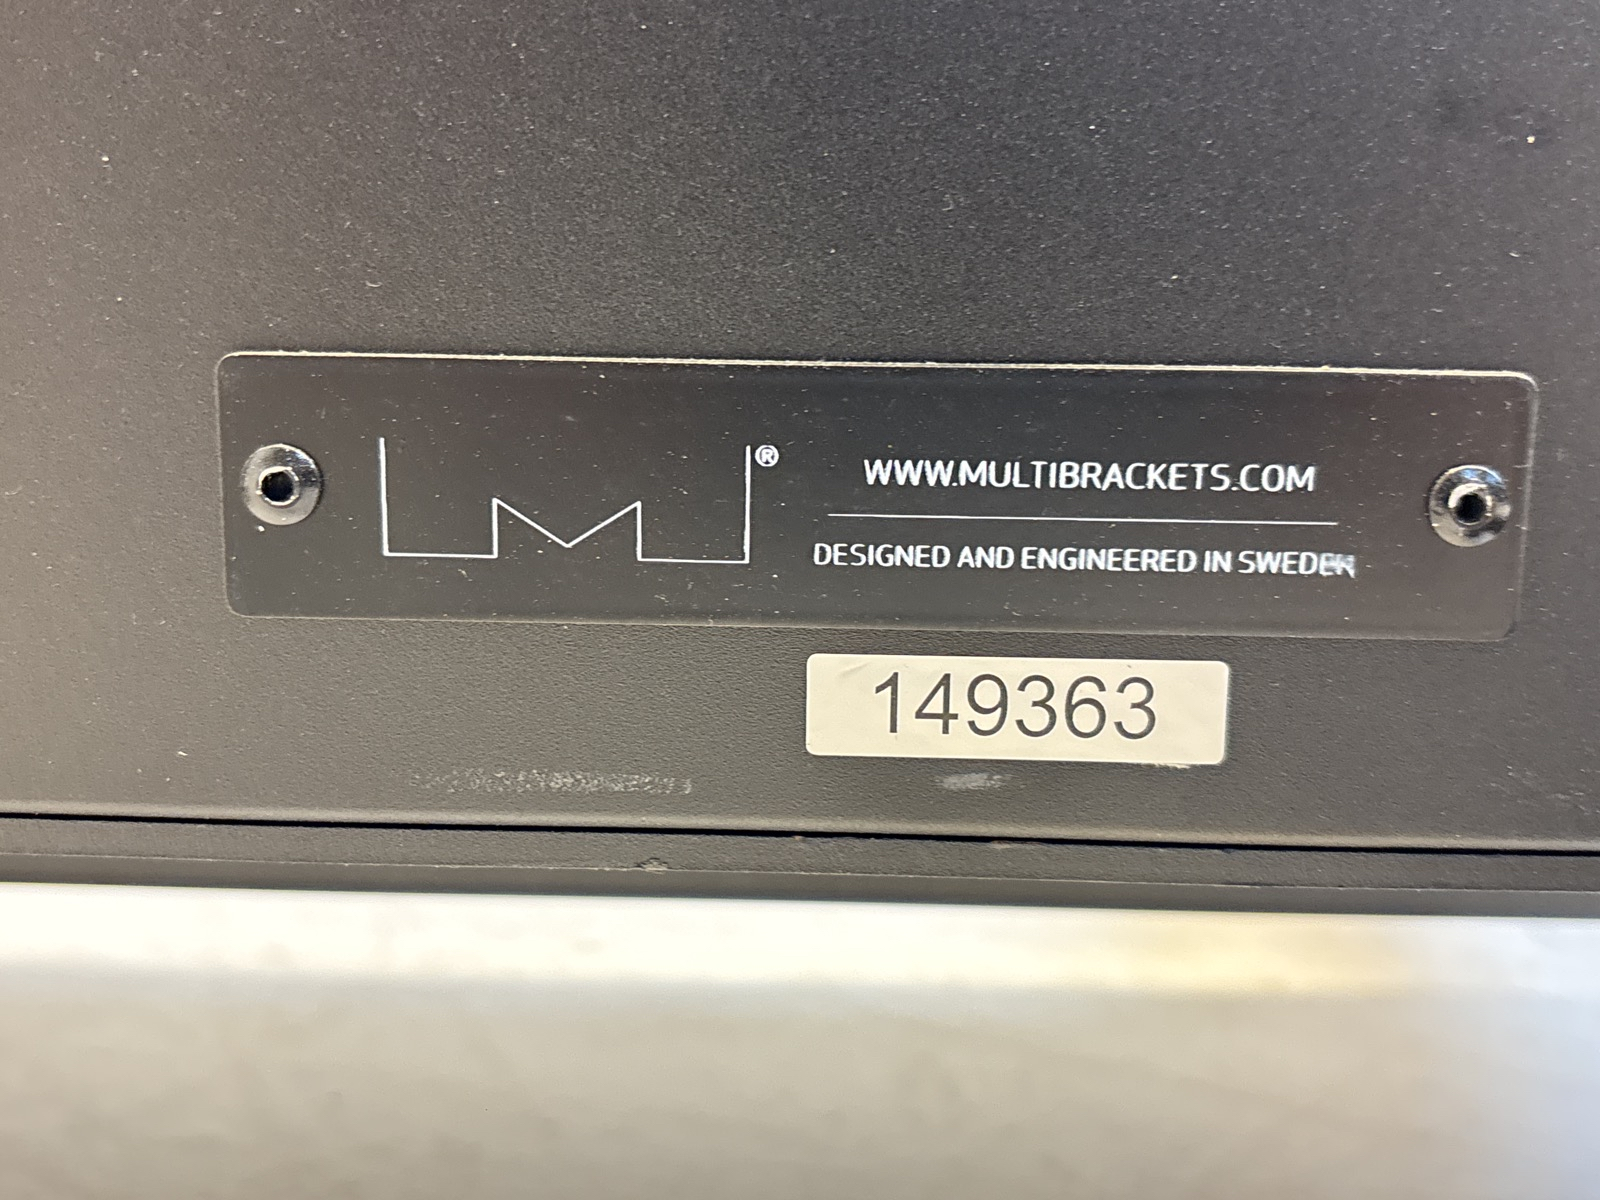 ®
WWW.MULTIBRACKETS.COM
DESIGNED AND ENGINEERED IN SWEDEN
149363